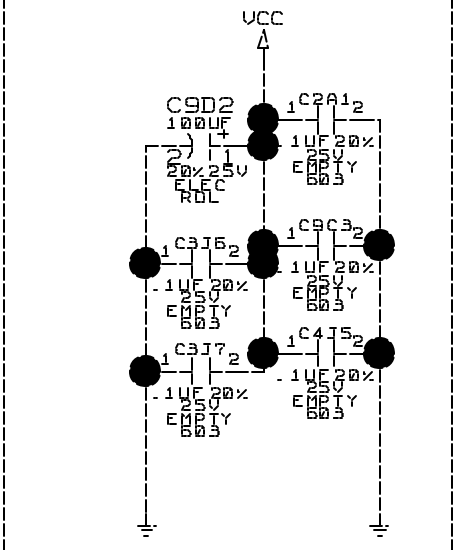 VCC
C9D2
100UF
+
2 1
20% 25V
ELEC
RDL
1 C2A1 2
.1UF 20%
25V
EMPTY
603
1 C3J6 2
.1UF 20%
25V
EMPTY
603
1 C9C3 2
.1UF 20%
25V
EMPTY
603
1 C3J7 2
.1UF 20%
25V
EMPTY
603
1 C4J5 2
.1UF 20%
25V
EMPTY
603